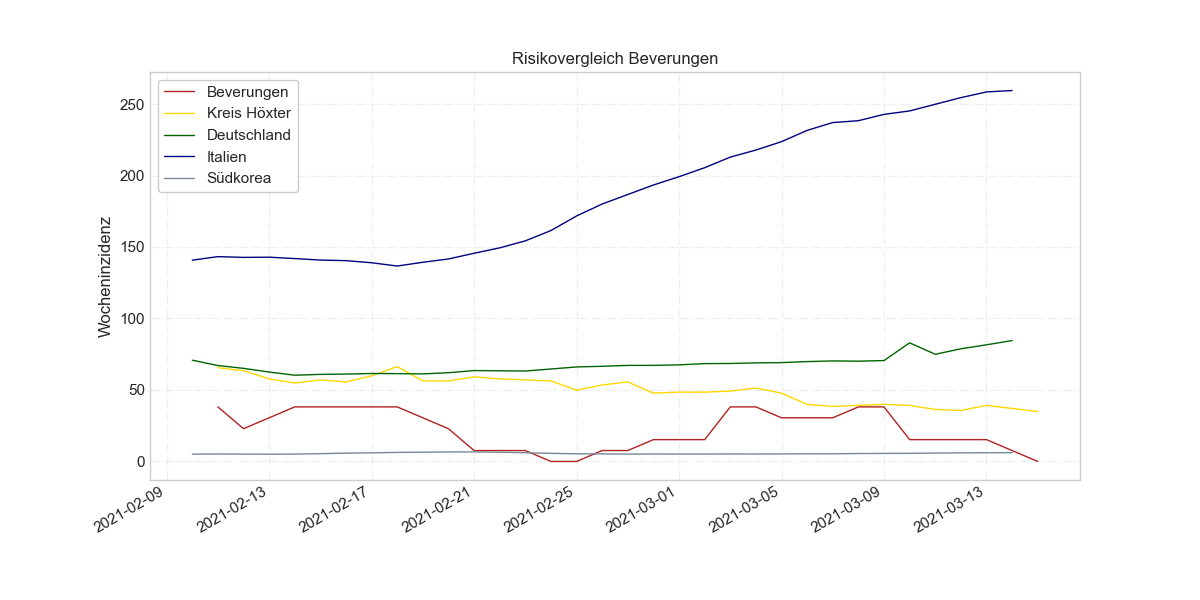 Risikovergleich Beverungen
Beverungen
Kreis Höxter
Deutschland
Italien
Südkorea
Wocheninzidenz
250
200
150
100
50
0
2021-02-09
2021-02-13
2021-02-17
2021-02-21
2021-02-25
2021-03-01
2021-03-05
2021-03-09
2021-03-13